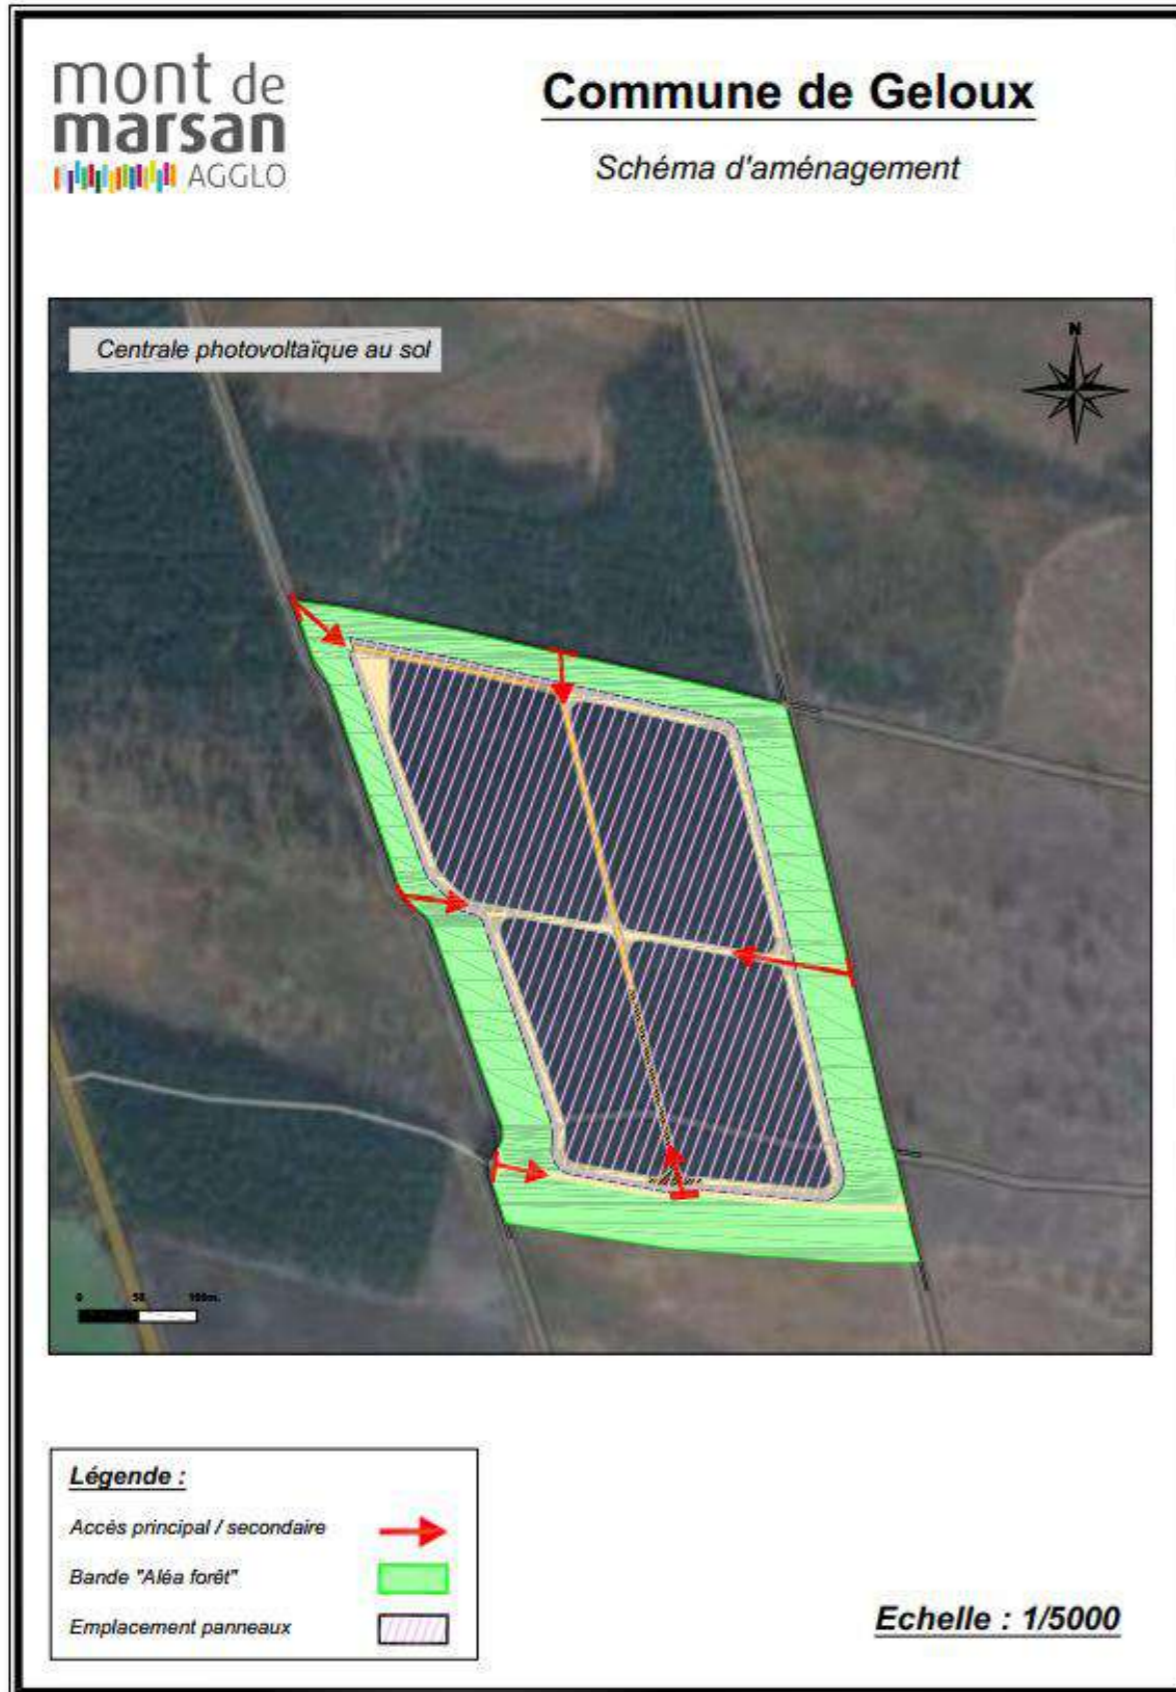 mont de
marsan
AGGLO
Commune de Geloux
Schéma d'aménagement
Centrale photovoltaïque au sol
N
0 50 100m.
Légende :
Accès principal / secondaire
Bande "Aléa forêt"
Emplacement panneaux
Echelle : 1/5000